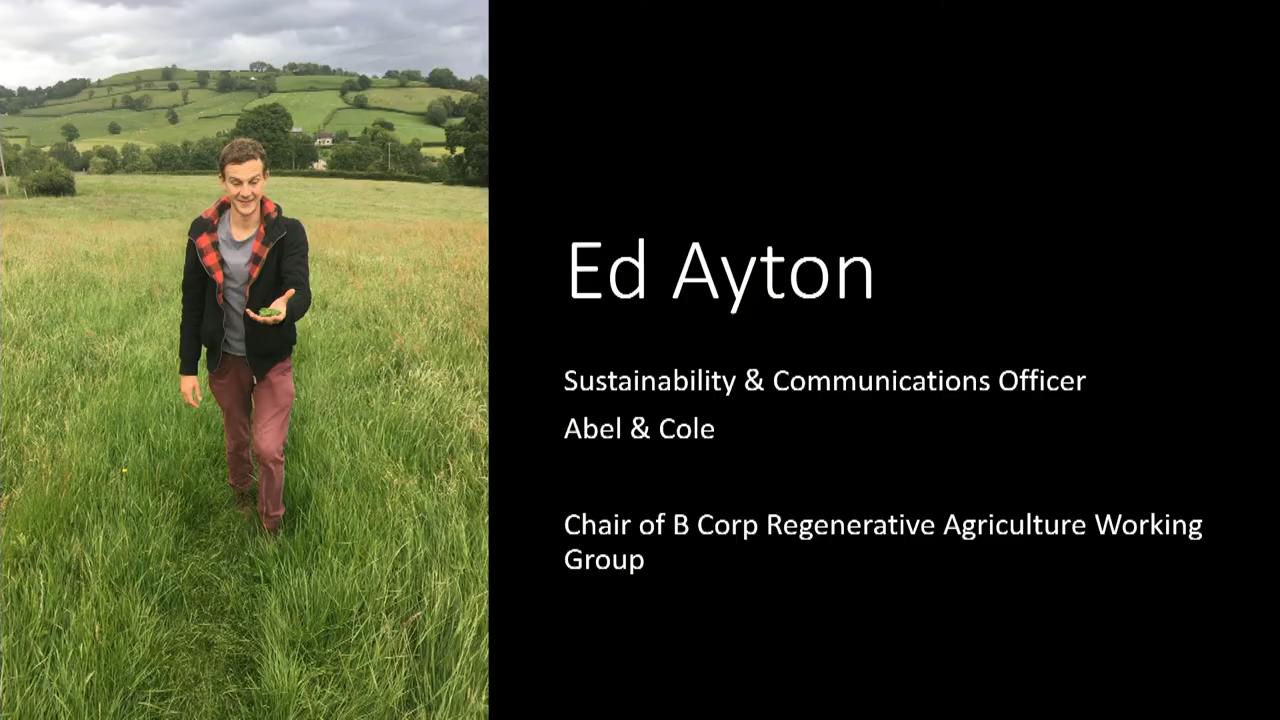 Ed Ayton
Sustainability & Communications Officer
Abel & Cole
Chair of B Corp Regenerative Agriculture Working
Group